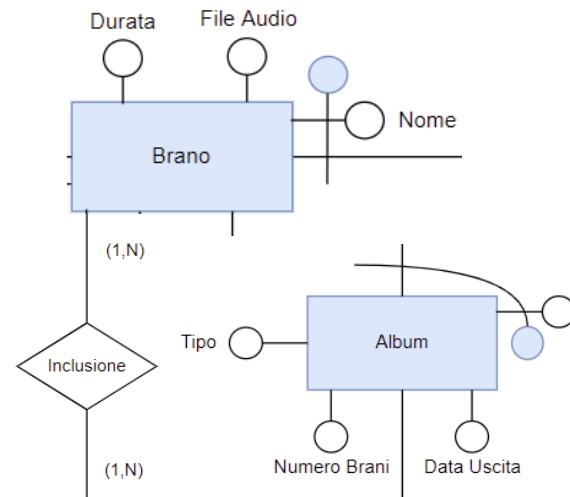 Durata
File Audio
Nome
Brano
(1,N)
Inclusione
Tipo
Album
(1,N)
Numero Brani
Data Uscita